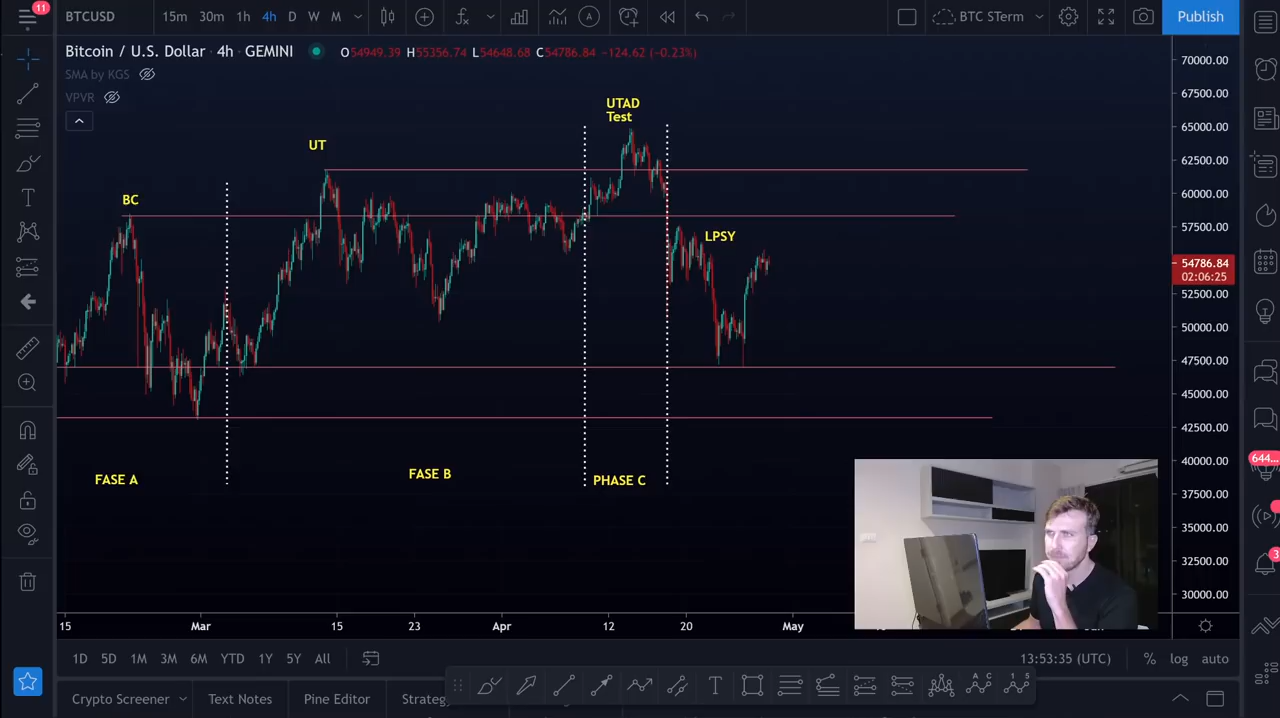 11
BTCUSD
15m 30m 1h 4h D W M
BTC STerm
Publish
Bitcoin / U.S. Dollar · 4h · GEMINI
O54949.39 H55356.74 L54648.68 C54786.84 −124.62 (−0.23%)
SMA by KGS
VPVR
70000.00
67500.00
65000.00
62500.00
60000.00
57500.00
54786.84
02:06:25
52500.00
50000.00
47500.00
45000.00
42500.00
40000.00
37500.00
35000.00
32500.00
30000.00
UTAD
Test
UT
BC
LPSY
FASE A
FASE B
PHASE C
644...
3
15 Mar 15 23 Apr 12 20 May
1D 5D 1M 3M 6M YTD 1Y 5Y All
13:53:35 (UTC)
% log auto
Crypto Screener
Text Notes
Pine Editor